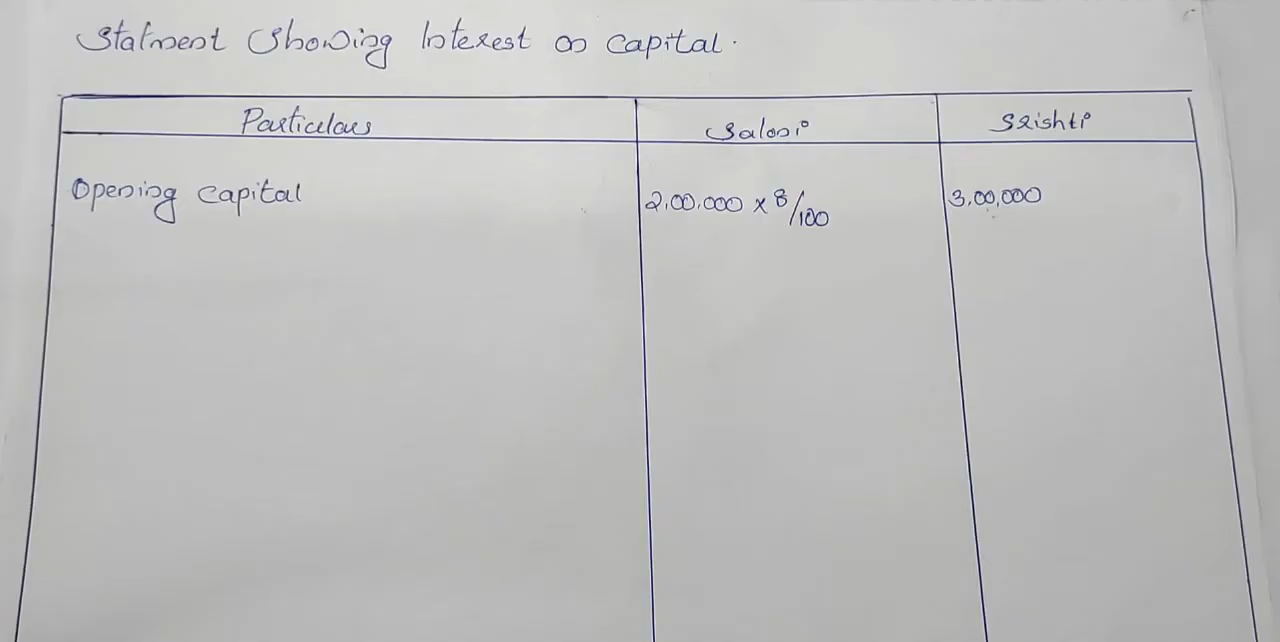 Statment Showing Interest on capital.
Particulars Saloni Srishti
Opening capital 2,00,000 x 8/100 3,00,000